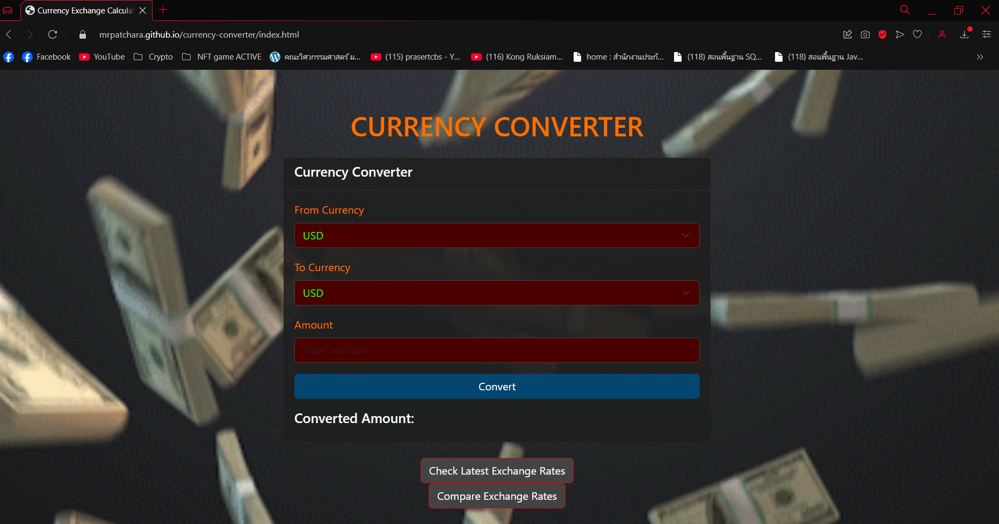 Currency Exchange Calcula
mrpatchara.github.io/currency-converter/index.html
Facebook
YouTube
Crypto
NFT game ACTIVE
คณะวิศวกรรมศาสตร์ ม...
(115) prasertcbs - Y...
(116) Kong Ruksiam...
home : สำนักงานประกั...
(118) สอนพื้นฐาน SQ...
(118) สอนพื้นฐาน Jav...
CURRENCY CONVERTER
Currency Converter
From Currency
USD
To Currency
USD
Amount
Enter amount
Convert
Converted Amount:
Check Latest Exchange Rates
Compare Exchange Rates